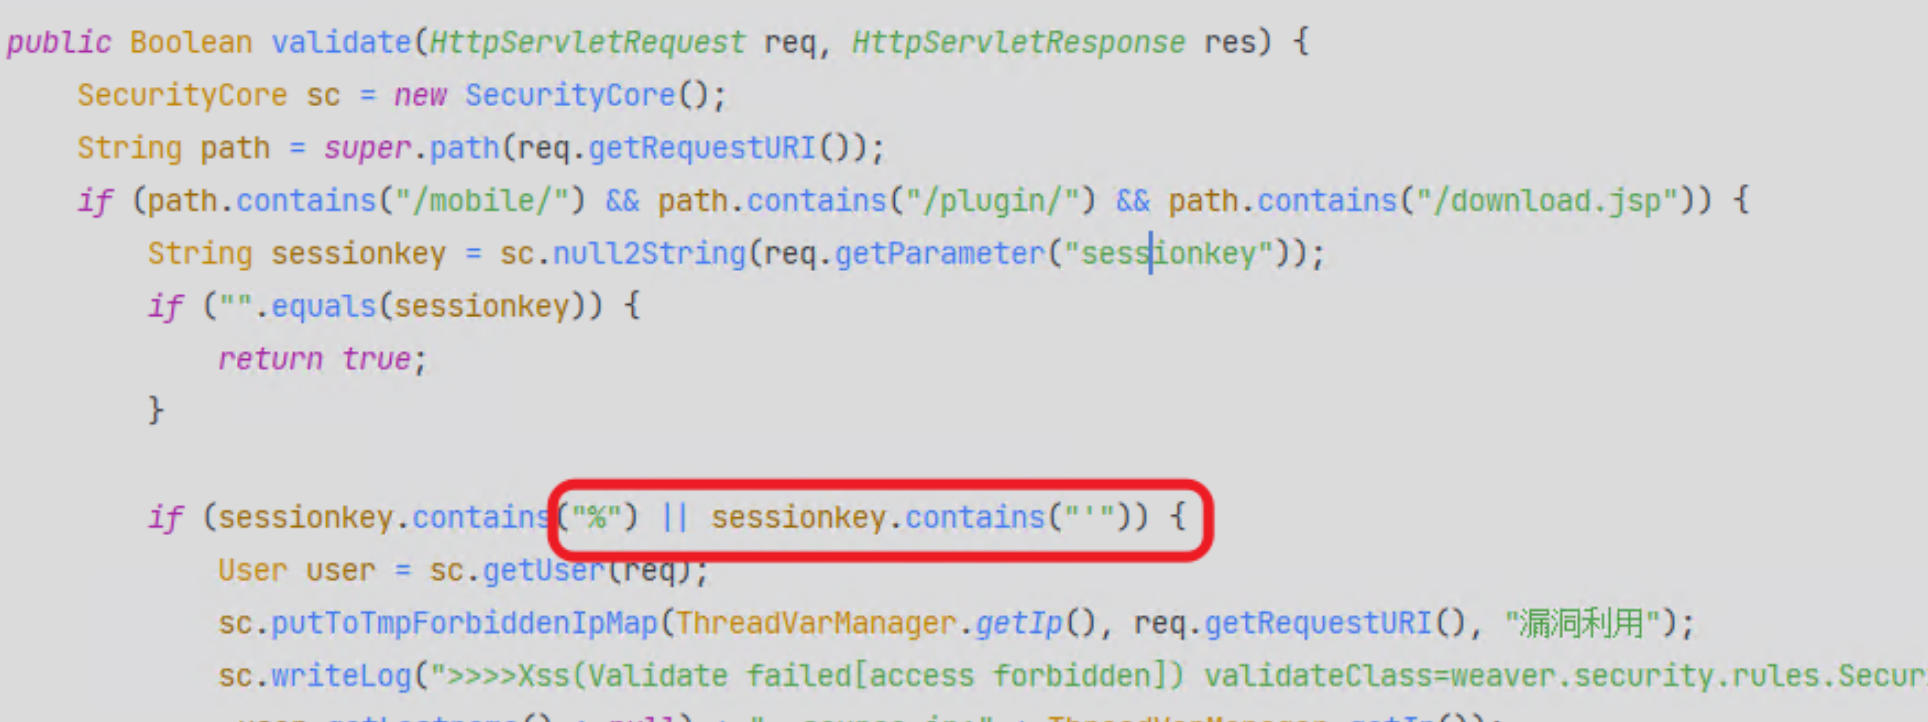 public Boolean validate(HttpServletRequest req, HttpServletResponse res) {
SecurityCore sc = new SecurityCore();
String path = super.path(req.getRequestURI());
if (path.contains("/mobile/") && path.contains("/plugin/") && path.contains("/download.jsp")) {
String sessionkey = sc.null2String(req.getParameter("sessionkey"));
if ("".equals(sessionkey)) {
return true;
}
if (sessionkey.contains("%") || sessionkey.contains("'")) {
User user = sc.getUser(req);
sc.putToTmpForbiddenIpMap(ThreadVarManager.getIp(), req.getRequestURI(), "漏洞利用");
sc.writeLog(">>>>Xss(Validate failed[access forbidden]) validateClass=weaver.security.rules.Secur